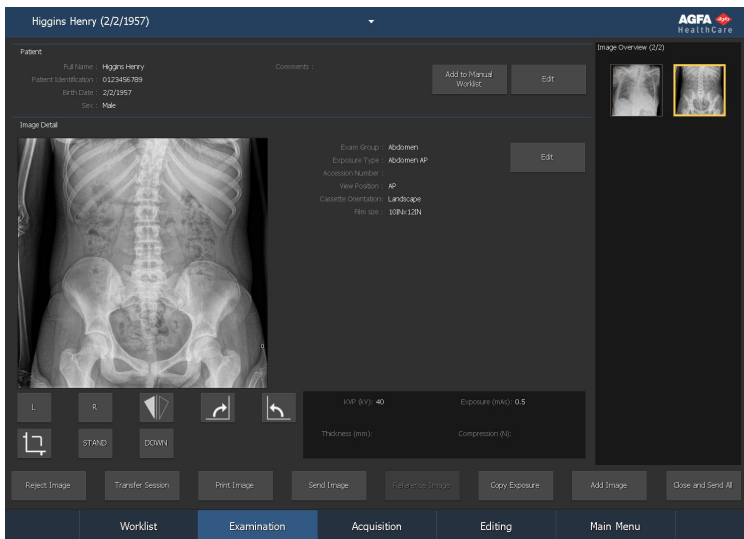 Higgins Henry (2/2/1957)
AGFA
HealthCare
Patient
Full Name : Higgins Henry
Comments :
Patient Identification : 0123456789
Birth Date : 2/2/1957
Sex : Male
Add to Manual
Worklist
Edit
Image Overview (2/2)
Image Detail
Exam Group : Abdomen
Exposure Type : Abdomen AP
Accession Number :
View Position : AP
Cassette Orientation: Landscape
Film size : 10INx12IN
Edit
KVP (kV): 40
Exposure (mAs): 0.5
Thickness (mm):
Compression (N):
L
R
STAND
DOWN
Reject Image
Transfer Session
Print Image
Send Image
Reference Image
Copy Exposure
Add Image
Close and Send All
Worklist
Examination
Acquisition
Editing
Main Menu